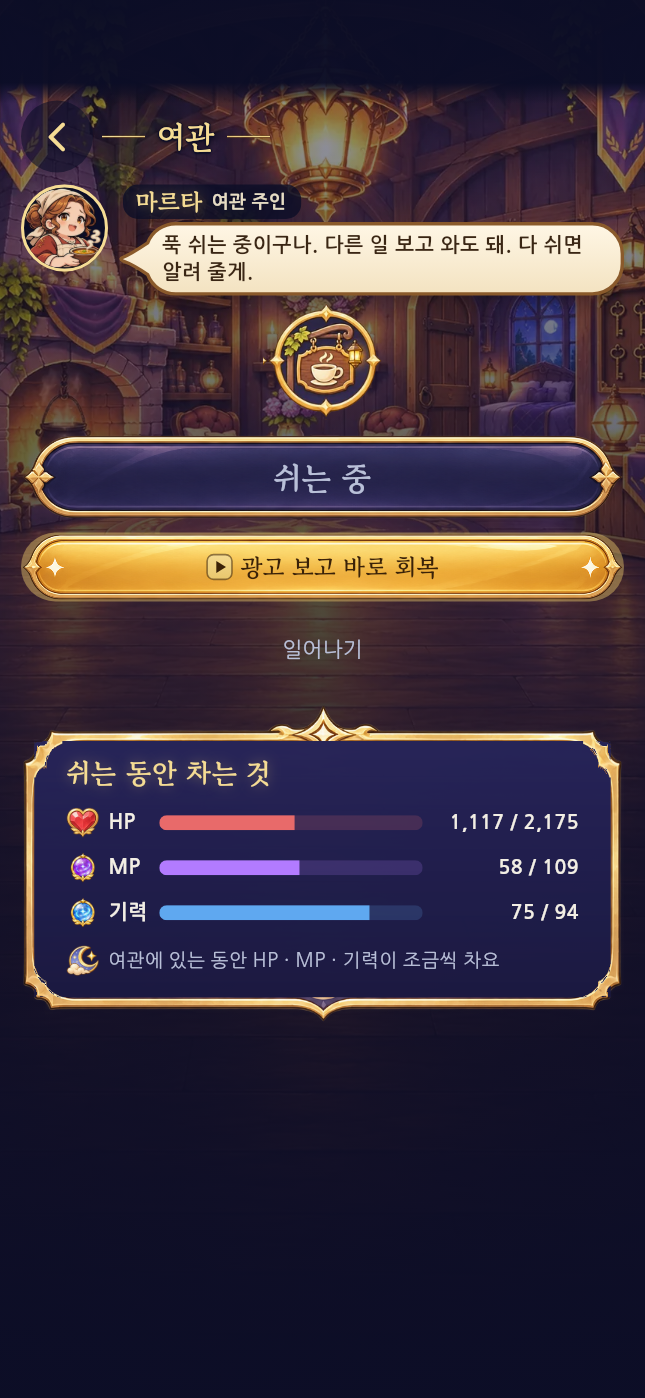 여관
마르타 여관 주인
푹 쉬는 중이구나. 다른 일 보고 와도 돼. 다 쉬면
알려 줄게.
쉬는 중
광고 보고 바로 회복
일어나기
쉬는 동안 차는 것
HP 1,117 / 2,175
MP 58 / 109
기력 75 / 94
여관에 있는 동안 HP · MP · 기력이 조금씩 차요